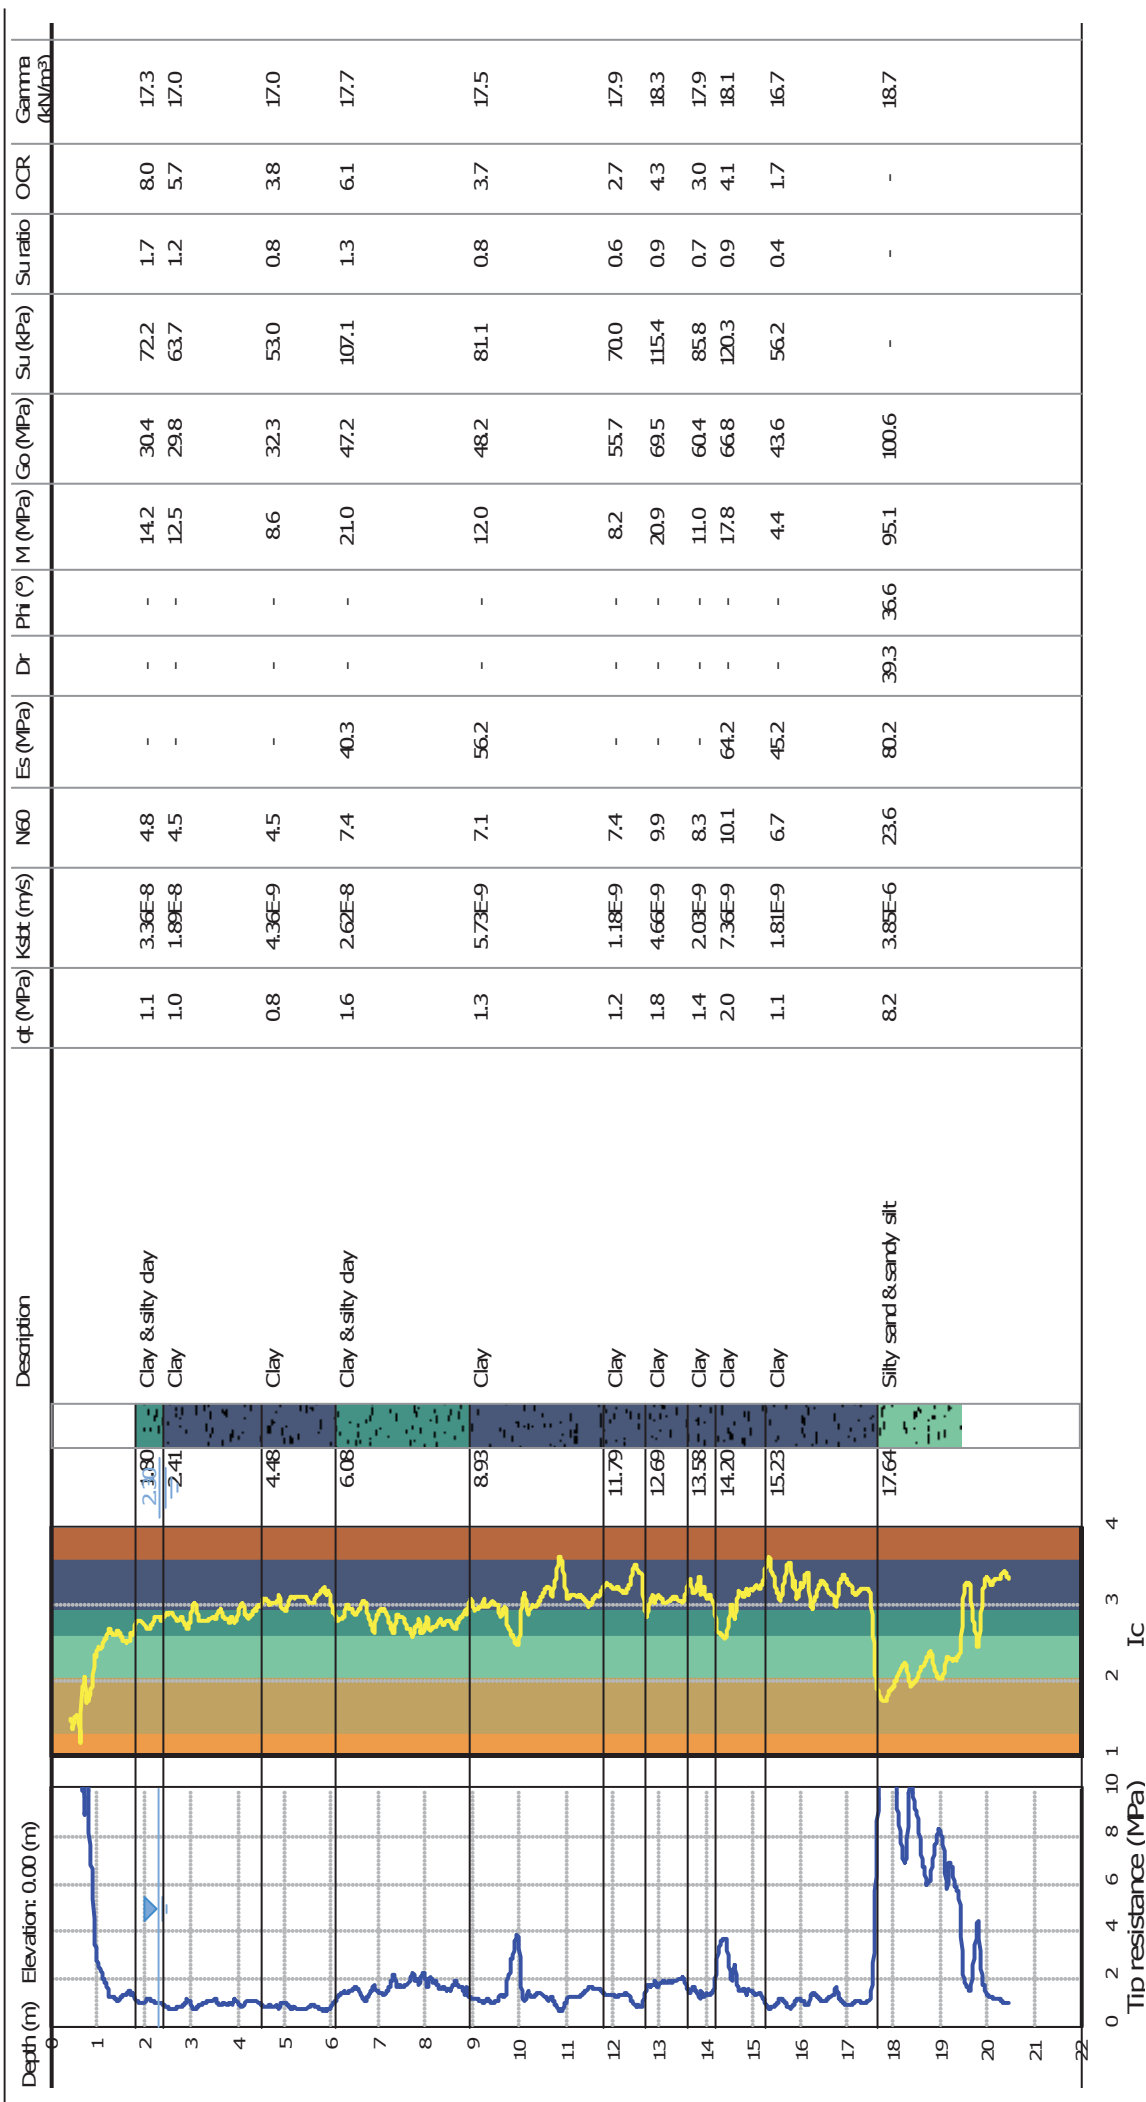 Depth (m) Elevation: 0.00 (m) Description qt (MPa) Ksbt (m/s) N60 Es (MPa) Dr Phi (°) M (MPa) Go (MPa) Su (kPa) Su ratio OCR Gamma (kN/m³)
0
1
1.80 Clay & silty clay 1.1 3.36E-8 4.8 - - - 14.2 30.4 72.2 1.7 8.0 17.3
2
2.30
2.41 Clay 1.0 1.89E-8 4.5 - - - 12.5 29.8 63.7 1.2 5.7 17.0
3
4
4.48 Clay 0.8 4.36E-9 4.5 - - - 8.6 32.3 53.0 0.8 3.8 17.0
5
6
6.08 Clay & silty clay 1.6 2.62E-8 7.4 40.3 - - 21.0 47.2 107.1 1.3 6.1 17.7
7
8
8.93 Clay 1.3 5.73E-9 7.1 56.2 - - 12.0 48.2 81.1 0.8 3.7 17.5
9
10
11
11.79 Clay 1.2 1.18E-9 7.4 - - - 8.2 55.7 70.0 0.6 2.7 17.9
12
12.69 Clay 1.8 4.66E-9 9.9 - - - 20.9 69.5 115.4 0.9 4.3 18.3
13
13.58 Clay 1.4 2.03E-9 8.3 - - - 11.0 60.4 85.8 0.7 3.0 17.9
14
14.20 Clay 2.0 7.36E-9 10.1 64.2 - - 17.8 66.8 120.3 0.9 4.1 18.1
15
15.23 Clay 1.1 1.81E-9 6.7 45.2 - - 4.4 43.6 56.2 0.4 1.7 16.7
16
17
17.64 Silty sand & sandy silt 8.2 3.85E-6 23.6 80.2 39.3 36.6 95.1 100.6 - - - 18.7
18
19
20
21
22
0 2 4 6 8 10 1 2 3 4
Tip resistance (MPa) Ic